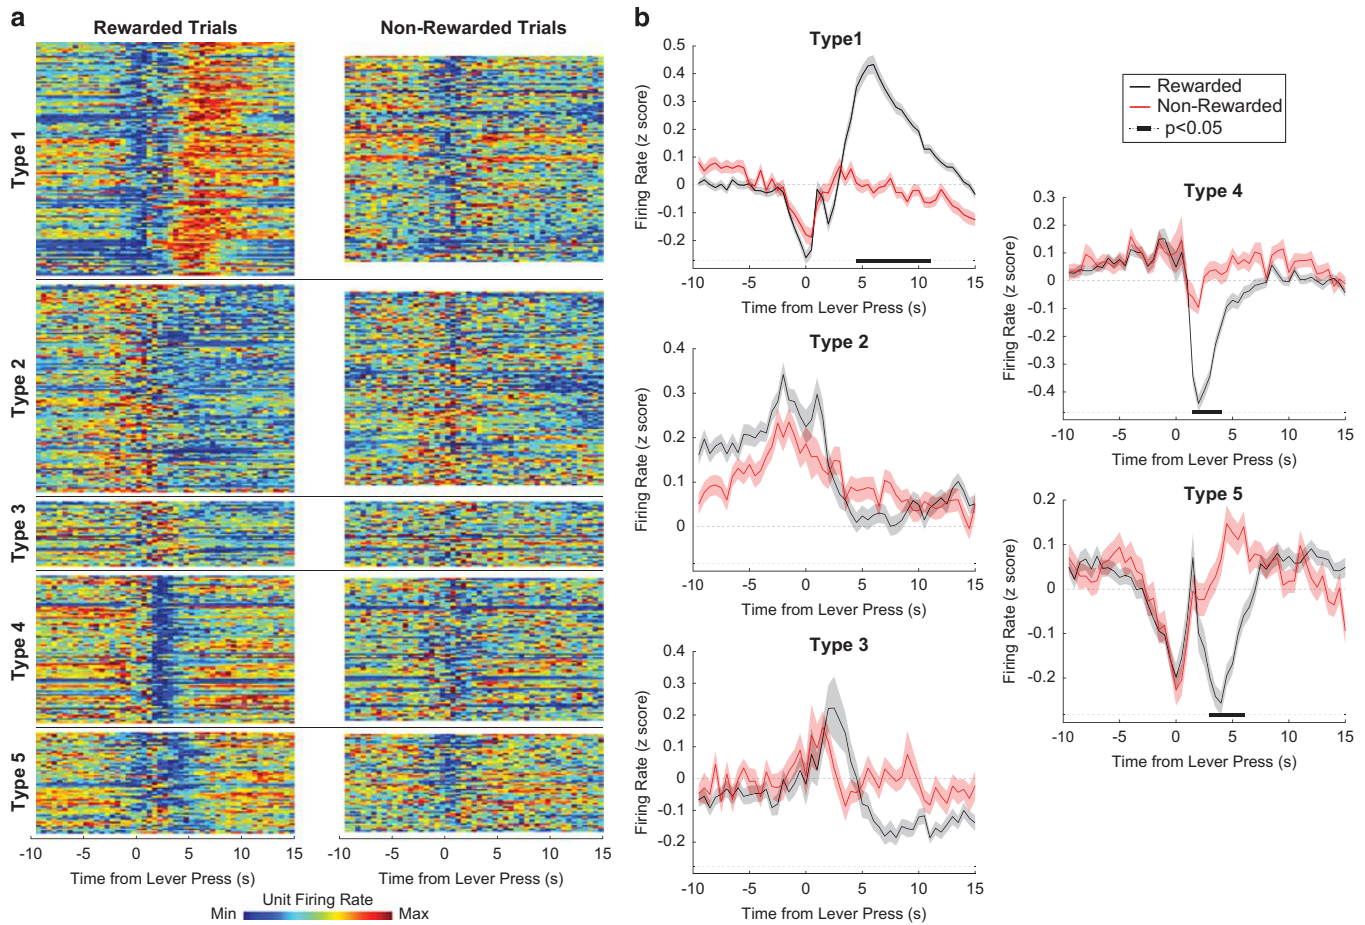 a
Rewarded Trials
Non-Rewarded Trials
Type 1
Type 2
Type 3
Type 4
Type 5
-10 -5 0 5 10 15
-10 -5 0 5 10 15
Time from Lever Press (s)
Time from Lever Press (s)
Unit Firing Rate
Min Max
b
Type1
Firing Rate (z score)
0.5
0.4
0.3
0.2
0.1
0
-0.1
-0.2
-10 -5 0 5 10 15
Time from Lever Press (s)
Type 2
Firing Rate (z score)
0.4
0.3
0.2
0.1
0
-10 -5 0 5 10 15
Time from Lever Press (s)
Type 3
Firing Rate (z score)
0.4
0.3
0.2
0.1
0
-0.1
-0.2
-10 -5 0 5 10 15
Time from Lever Press (s)
Rewarded
Non-Rewarded
p<0.05
Type 4
Firing Rate (z score)
0.3
0.2
0.1
0
-0.1
-0.2
-0.3
-0.4
-10 -5 0 5 10 15
Time from Lever Press (s)
Type 5
Firing Rate (z score)
0.2
0.1
0
-0.1
-0.2
-10 -5 0 5 10 15
Time from Lever Press (s)